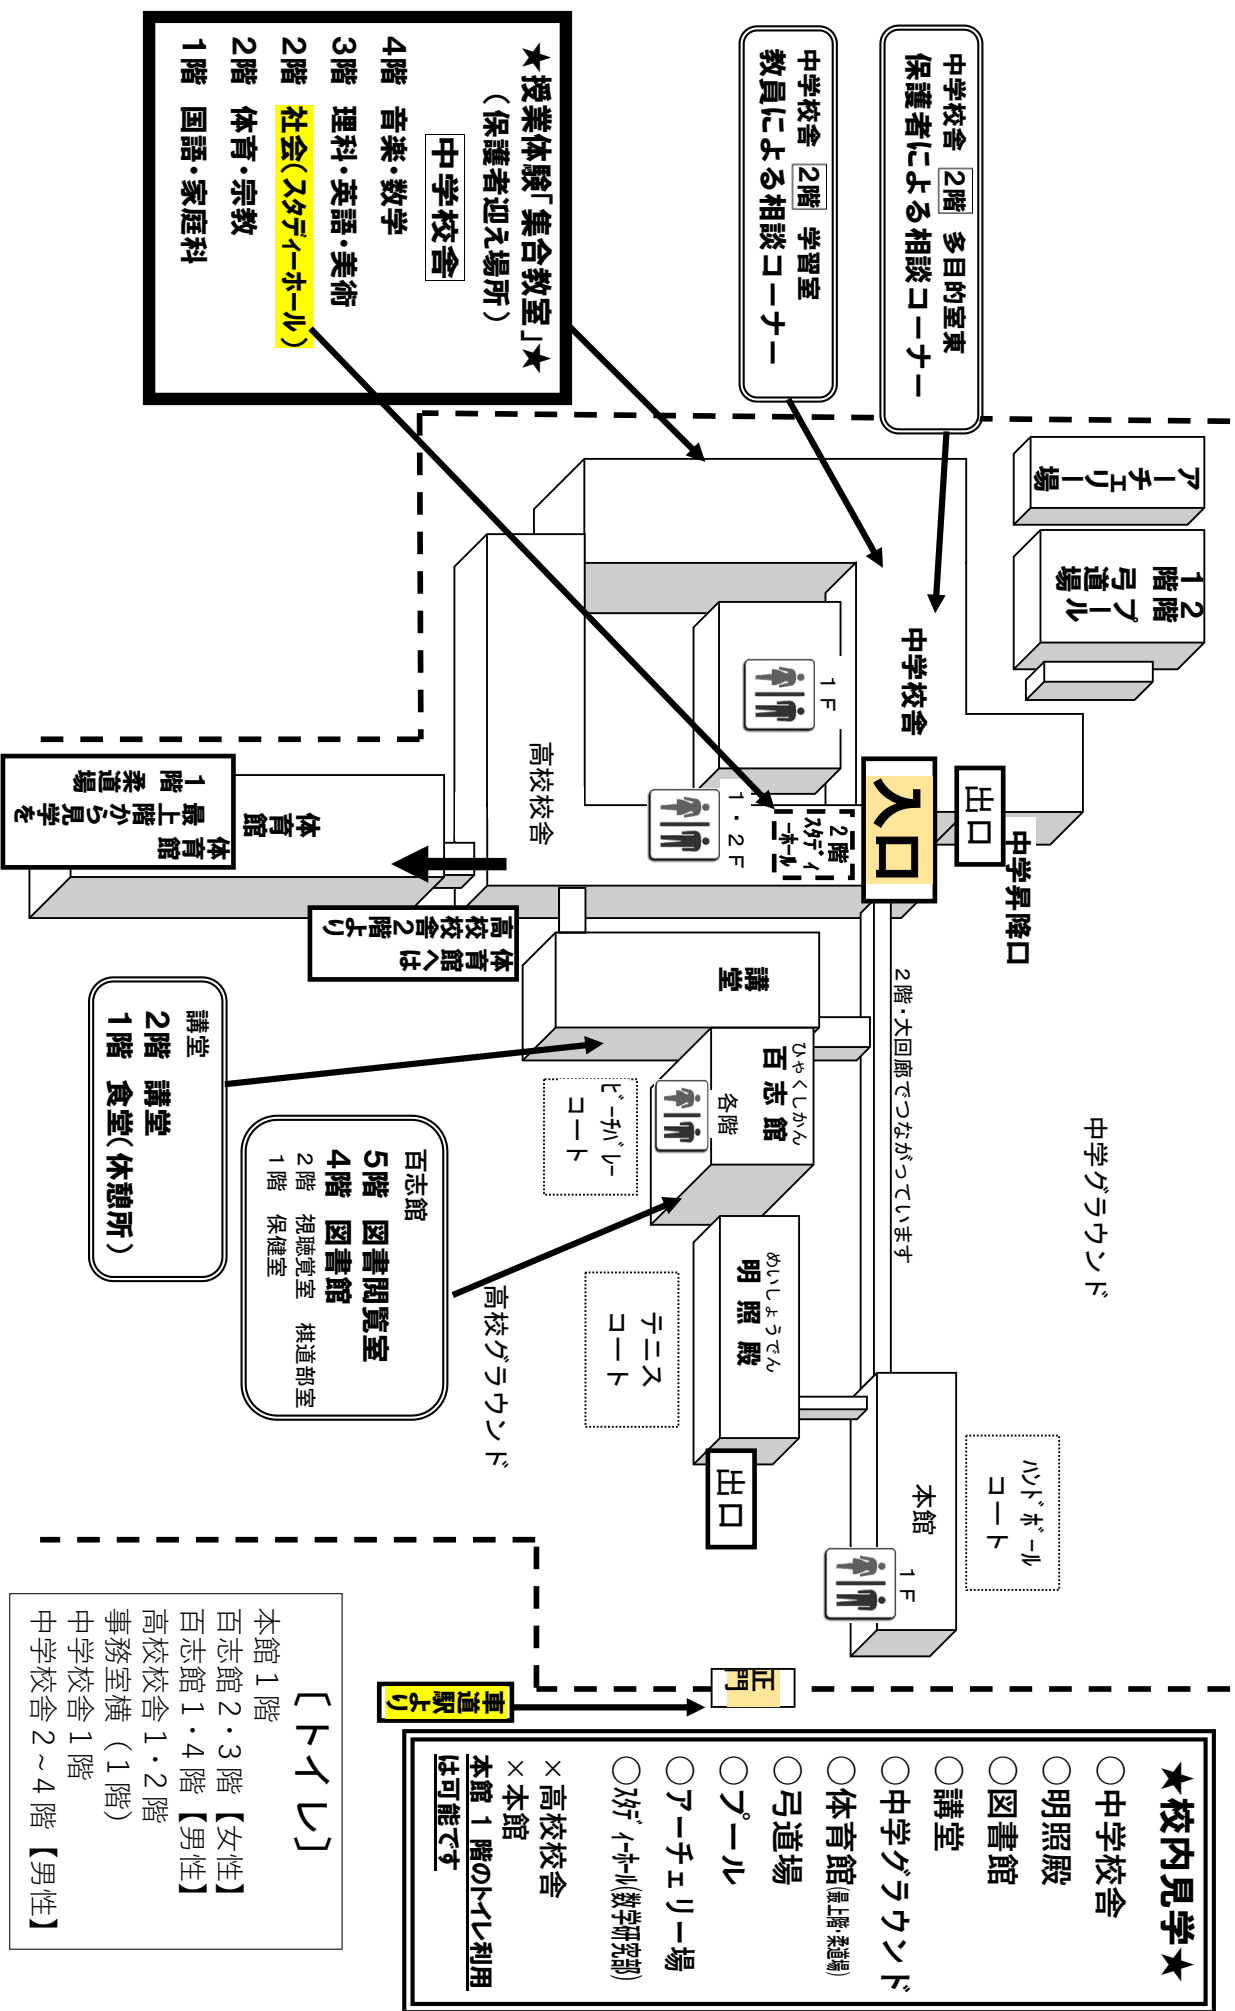 中学校舎 2階 多目的室東
保護者による相談コーナー
中学校舎 2階 学習室
教員による相談コーナー
★授業体験「集合教室」★
(保護者迎え場所)
中学校舎
4階 音楽・数学
3階 理科・英語・美術
2階 社会(スタディーホール)
2階 体育・宗教
1階 国語・家庭科
アーチェリー場
2階 プール
1階 弓道場
中学校舎
1F
入口
出口
中学昇降口
2階
スタディ
ーホール
1・2F
高校校舎
体育館
体育館
最上階から見学を
1階 柔道場
体育館へは
高校校舎2階より
2階・大回廊でつながっています
中学グラウンド
講堂
ひゃくしかん
百志館
各階
ビーチバレー
コート
講堂
2階 講堂
1階 食堂(休憩所)
百志館
5階 図書閲覧室
4階 図書館
2階 視聴覚室 棋道部室
1階 保健室
高校グラウンド
めいしょうでん
明照殿
テニス
コート
出口
ハンドボール
コート
本館
1F
正門
車道駅より
★校内見学★
○中学校舎
○明照殿
○図書館
○講堂
○中学グラウンド
○体育館(最上階・柔道場)
○弓道場
○プール
○アーチェリー場
○スタディーホール(数学研究部)
×高校校舎
×本館
本館 1階のトイレ利用
は可能です
〔トイレ〕
本館1階
百志館2・3階【女性】
百志館1・4階【男性】
高校校舎1・2階
事務室横(1階)
中学校舎1階
中学校舎2~4階【男性】